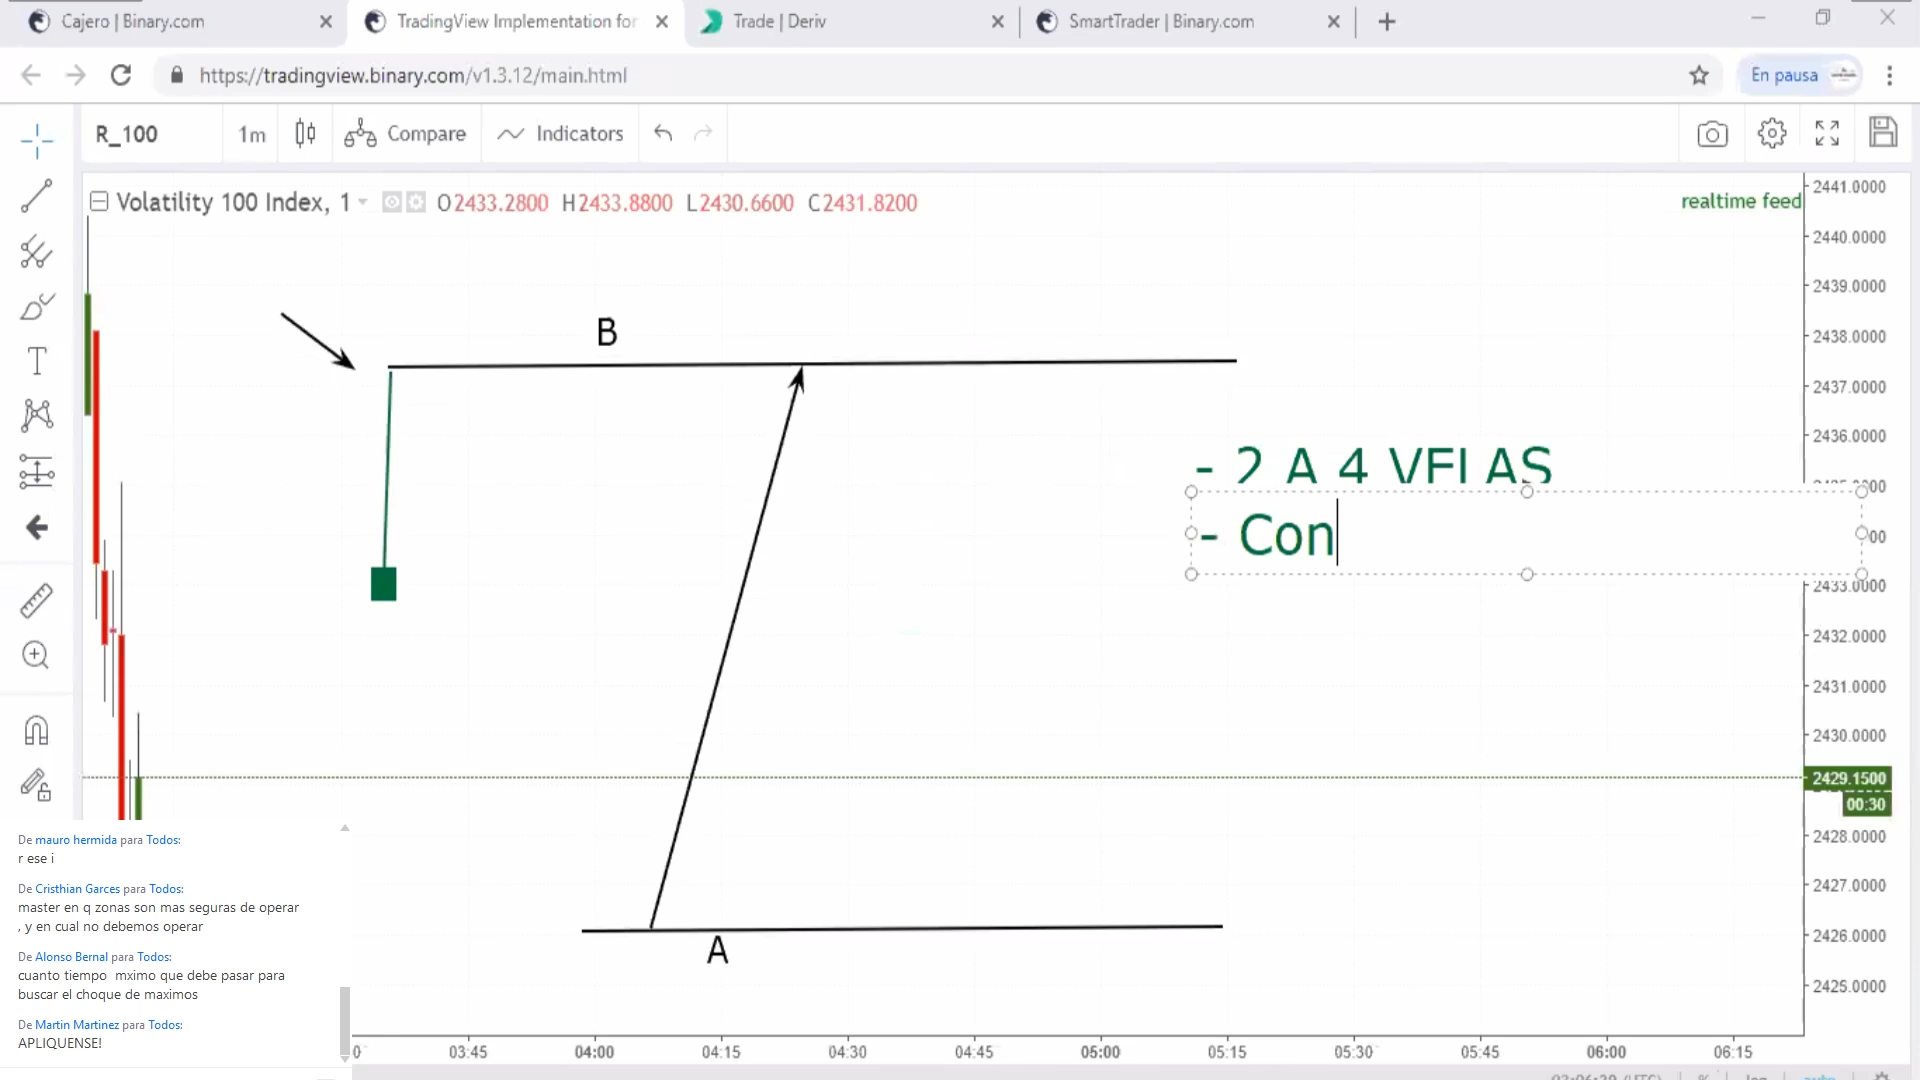 Cajero | Binary.com
TradingView Implementation for
Trade | Deriv
SmartTrader | Binary.com
https://tradingview.binary.com/v1.3.12/main.html
En pausa
R_100
1m
Compare
Indicators
Volatility 100 Index, 1
O2433.2800 H2433.8800 L2430.6600 C2431.8200
realtime feed
2441.0000
2440.0000
2439.0000
2438.0000
2437.0000
2436.0000
2433.0000
2432.0000
2431.0000
2430.0000
2429.1500
00:30
2428.0000
2427.0000
2426.0000
2425.0000
B
- 2 A 4 VELAS
- Con
A
De mauro hermida para Todos:
r ese i
De Cristhian Garces para Todos:
master en q zonas son mas seguras de operar
, y en cual no debemos operar
De Alonso Bernal para Todos:
cuanto tiempo mximo que debe pasar para
buscar el choque de maximos
De Martin Martinez para Todos:
APLIQUENSE!
03:45
04:00
04:15
04:30
04:45
05:00
05:15
05:30
05:45
06:00
06:15